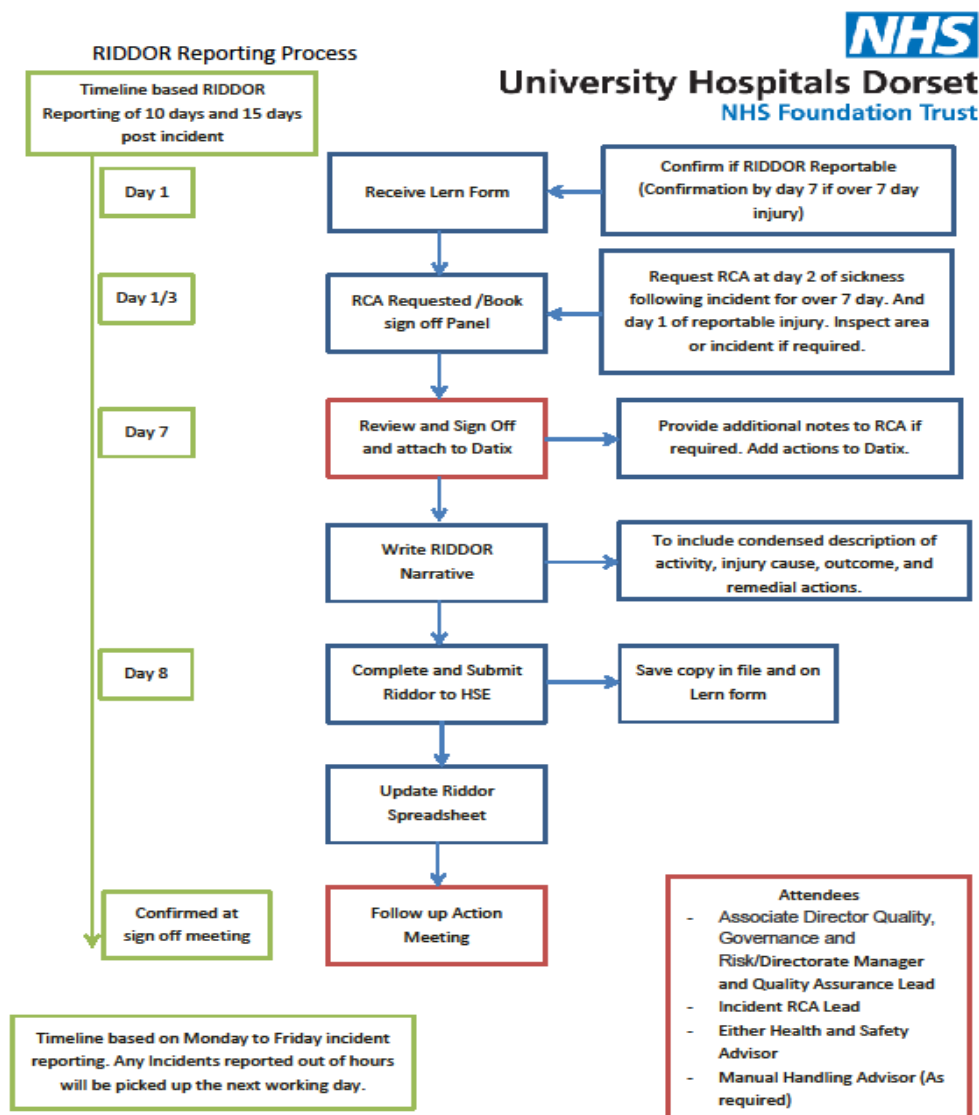 RIDDOR Reporting Process
NHS
University Hospitals Dorset
NHS Foundation Trust
Timeline based RIDDOR
Reporting of 10 days and 15 days
post incident
Day 1
Receive Lern Form
Confirm if RIDDOR Reportable
(Confirmation by day 7 if over 7 day
injury)
Day 1/3
RCA Requested /Book
sign off Panel
Request RCA at day 2 of sickness
following incident for over 7 day. And
day 1 of reportable injury. Inspect area
or incident if required.
Day 7
Review and Sign Off
and attach to Datix
Provide additional notes to RCA if
required. Add actions to Datix.
Write RIDDOR
Narrative
To include condensed description of
activity, injury cause, outcome, and
remedial actions.
Day 8
Complete and Submit
Riddor to HSE
Save copy in file and on
Lern form
Update Riddor
Spreadsheet
Confirmed at
sign off meeting
Follow up Action
Meeting
Attendees
- Associate Director Quality,
Governance and
Risk/Directorate Manager
and Quality Assurance Lead
- Incident RCA Lead
- Either Health and Safety
Advisor
- Manual Handling Advisor (As
required)
Timeline based on Monday to Friday incident
reporting. Any Incidents reported out of hours
will be picked up the next working day.